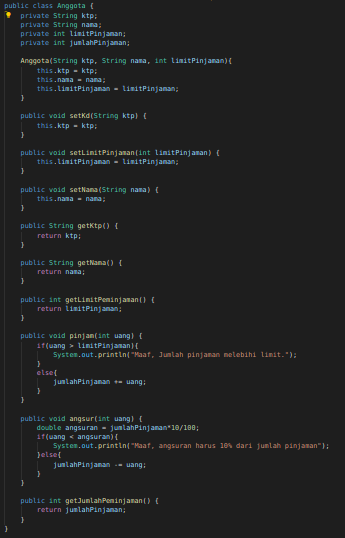 public class Anggota {
private String ktp;
private String nama;
private int limitPinjaman;
private int jumlahPinjaman;
Anggota(String ktp, String nama, int limitPinjaman){
this.ktp = ktp;
this.nama = nama;
this.limitPinjaman = limitPinjaman;
}
public void setKd(String ktp) {
this.ktp = ktp;
}
public void setLimitPinjaman(int limitPinjaman) {
this.limitPinjaman = limitPinjaman;
}
public void setNama(String nama) {
this.nama = nama;
}
public String getKtp() {
return ktp;
}
public String getNama() {
return nama;
}
public int getLimitPeminjaman() {
return limitPinjaman;
}
public void pinjam(int uang) {
if(uang > limitPinjaman){
System.out.println("Maaf, Jumlah pinjaman melebihi limit.");
}
else{
jumlahPinjaman += uang;
}
}
public void angsur(int uang) {
double angsuran = jumlahPinjaman*10/100;
if(uang < angsuran){
System.out.println("Maaf, angsuran harus 10% dari jumlah pinjaman");
}else{
jumlahPinjaman -= uang;
}
}
public int getJumlahPeminjaman() {
return jumlahPinjaman;
}
}